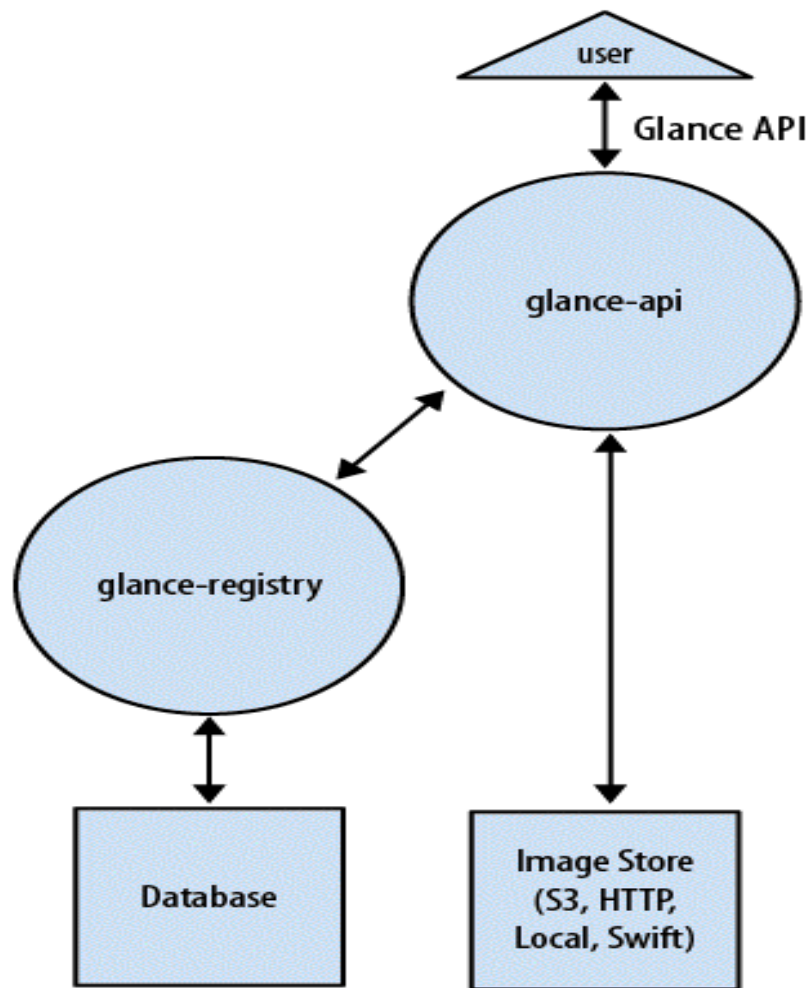 user
Glance API
glance-api
glance-registry
Database
Image Store
(S3, HTTP,
Local, Swift)